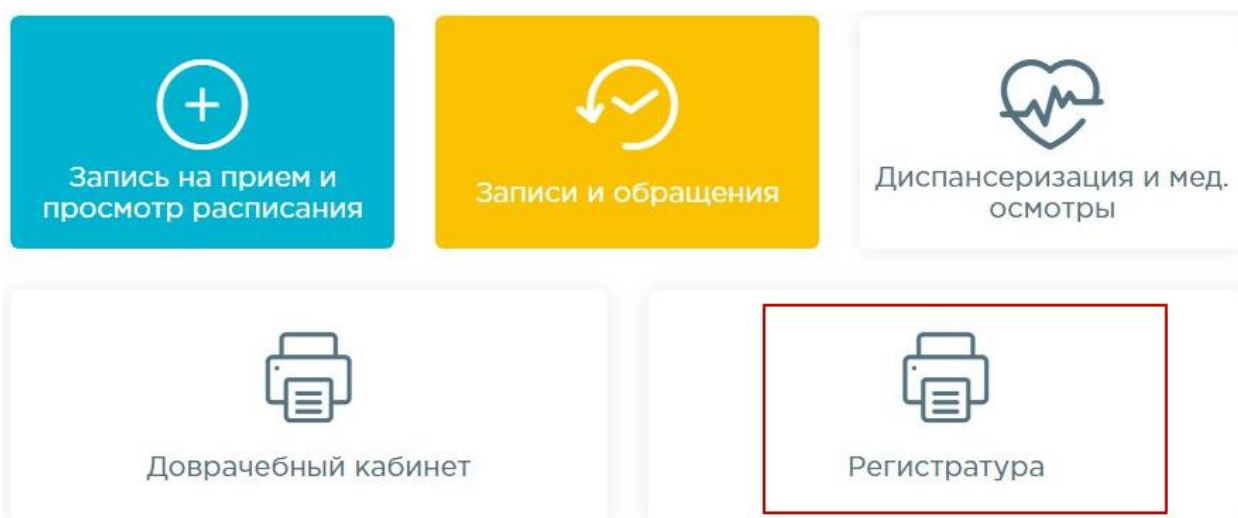 Запись на прием и
просмотр расписания
Записи и обращения
Диспансеризация и мед.
осмотры
Доврачебный кабинет
Регистратура